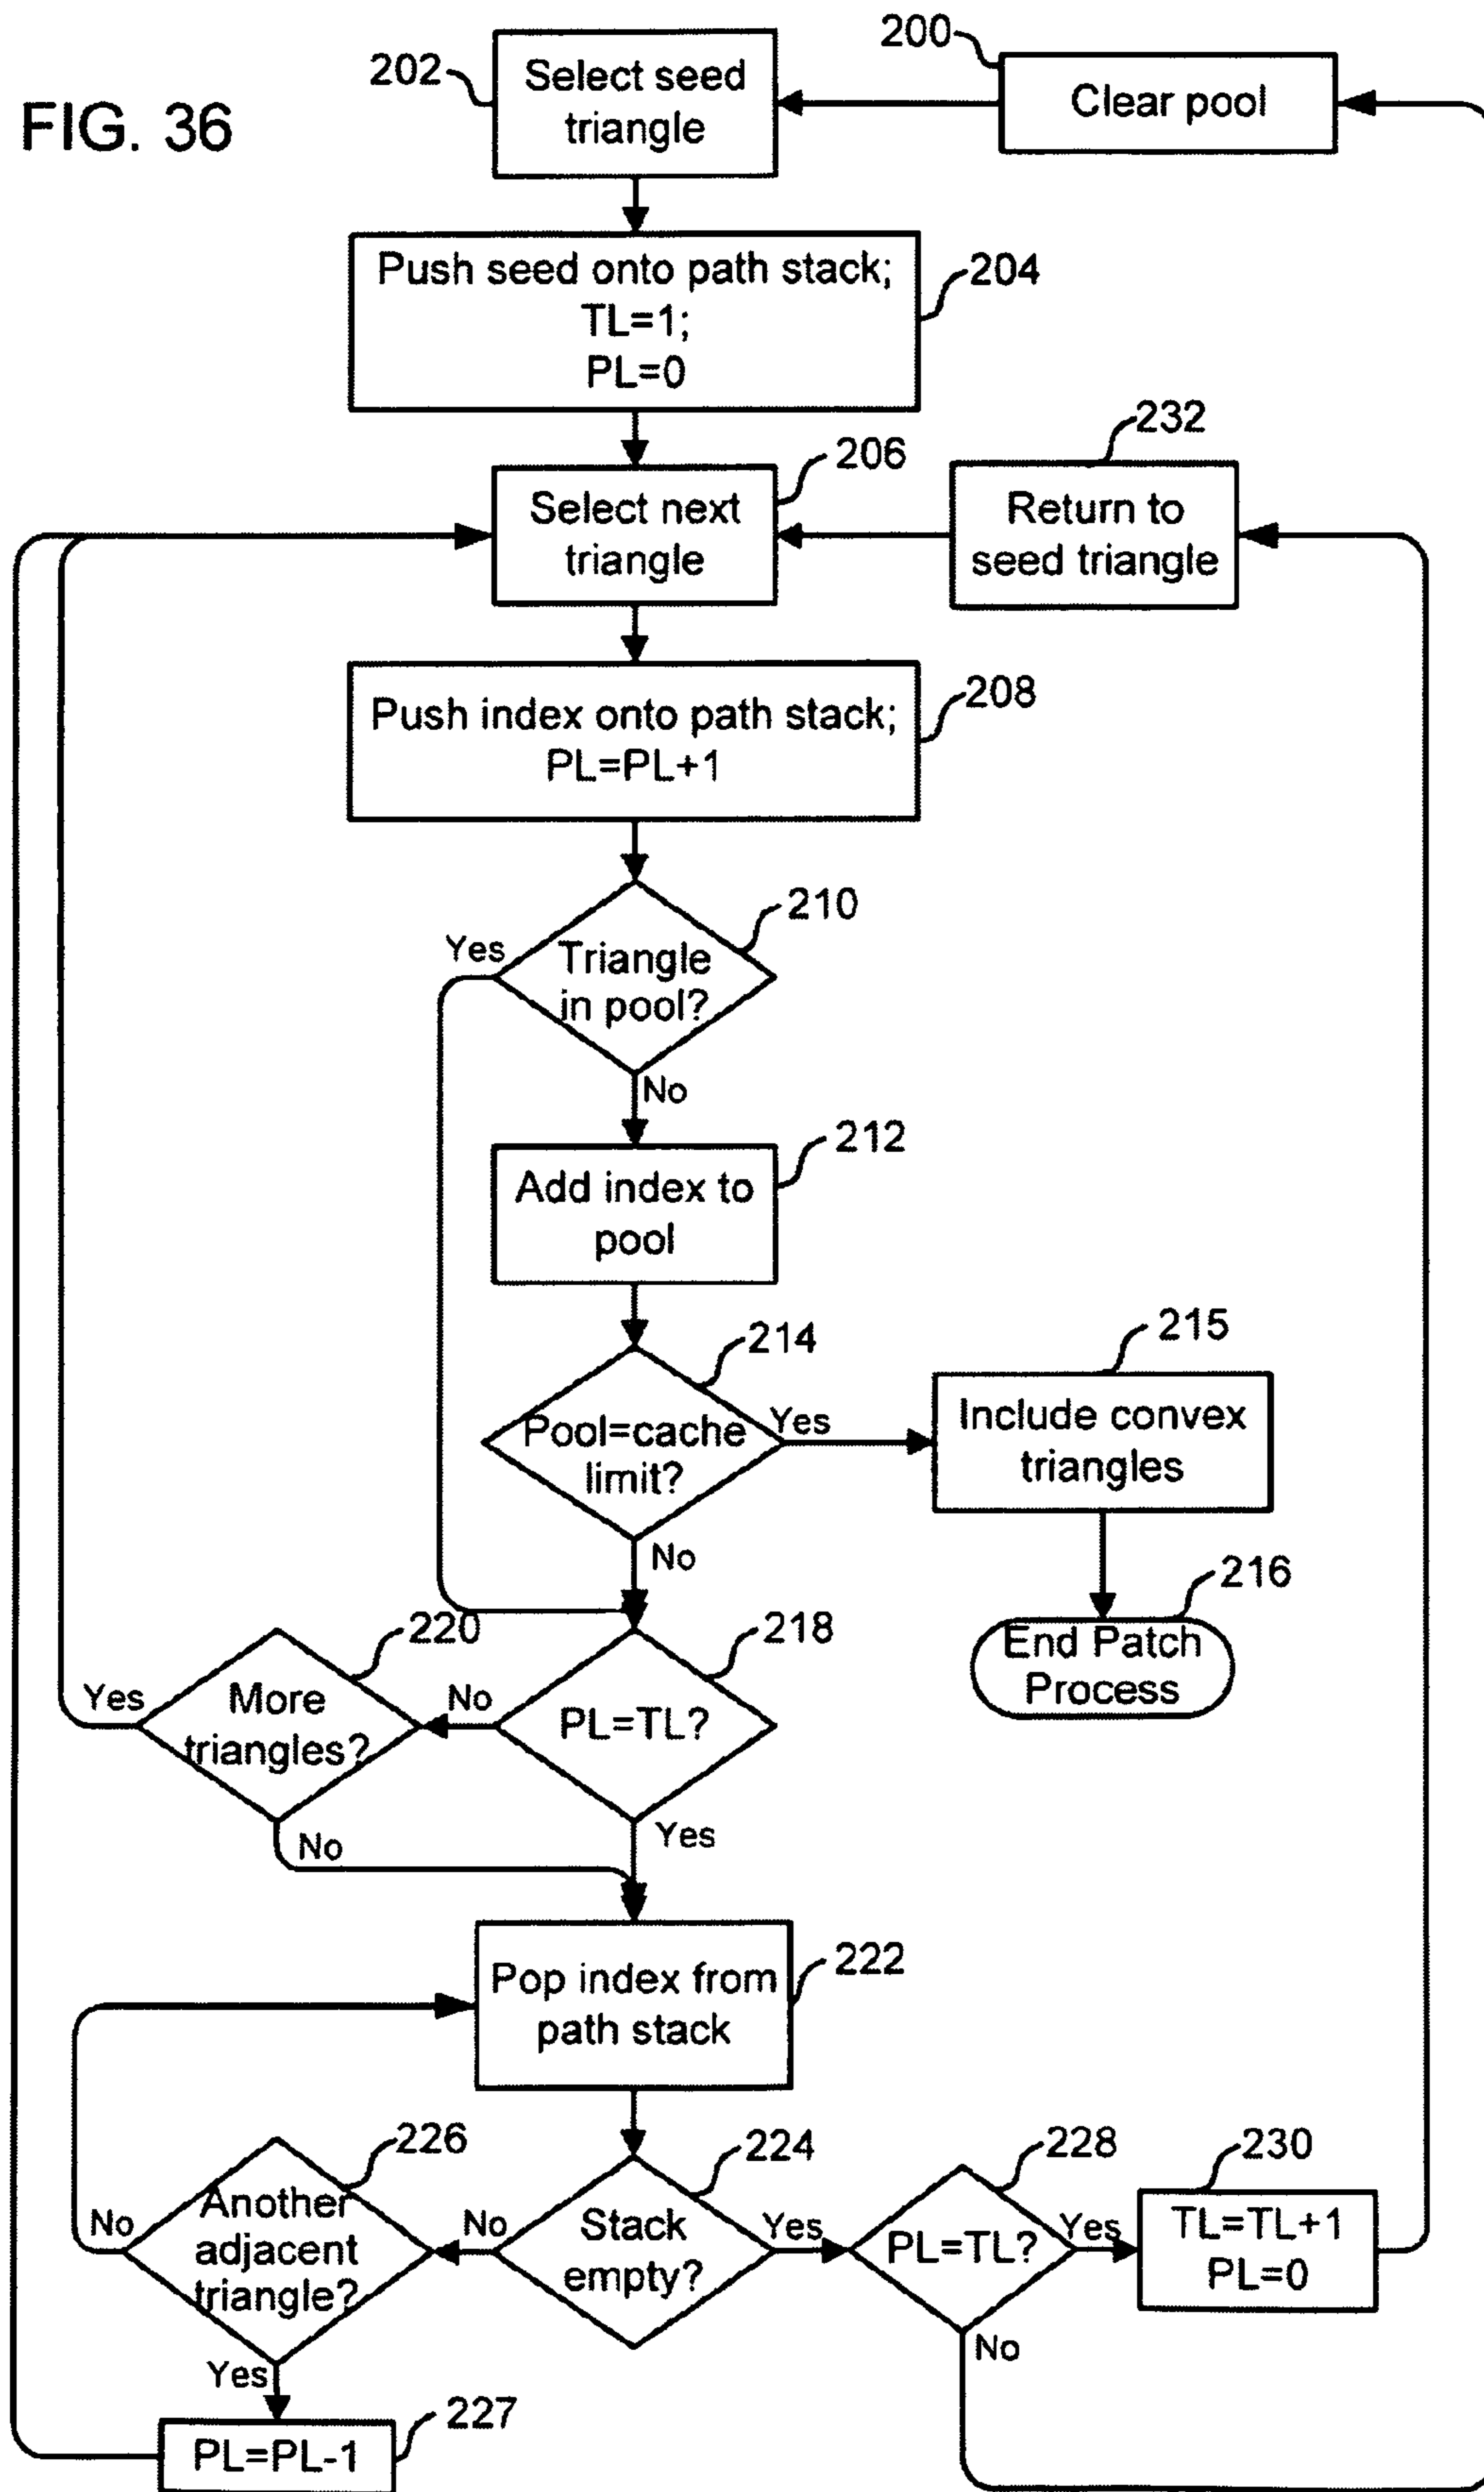 FIG. 36
200
202
Select seed
triangle
Clear pool
Push seed onto path stack;
TL=1;
PL=0
204
232
206
Select next
triangle
Return to
seed triangle
Push index onto path stack;
PL=PL+1
208
210
Yes
Triangle
in pool?
No
212
Add index to
pool
214
215
Pool=cache
limit?
Yes
Include convex
triangles
No
216
End Patch
Process
220
218
Yes
More
triangles?
No
PL=TL?
No
Yes
Pop index from
path stack
222
226
224
228
230
No
Another
adjacent
triangle?
No
Stack
empty?
Yes
PL=TL?
Yes
TL=TL+1
PL=0
Yes
No
227
PL=PL-1